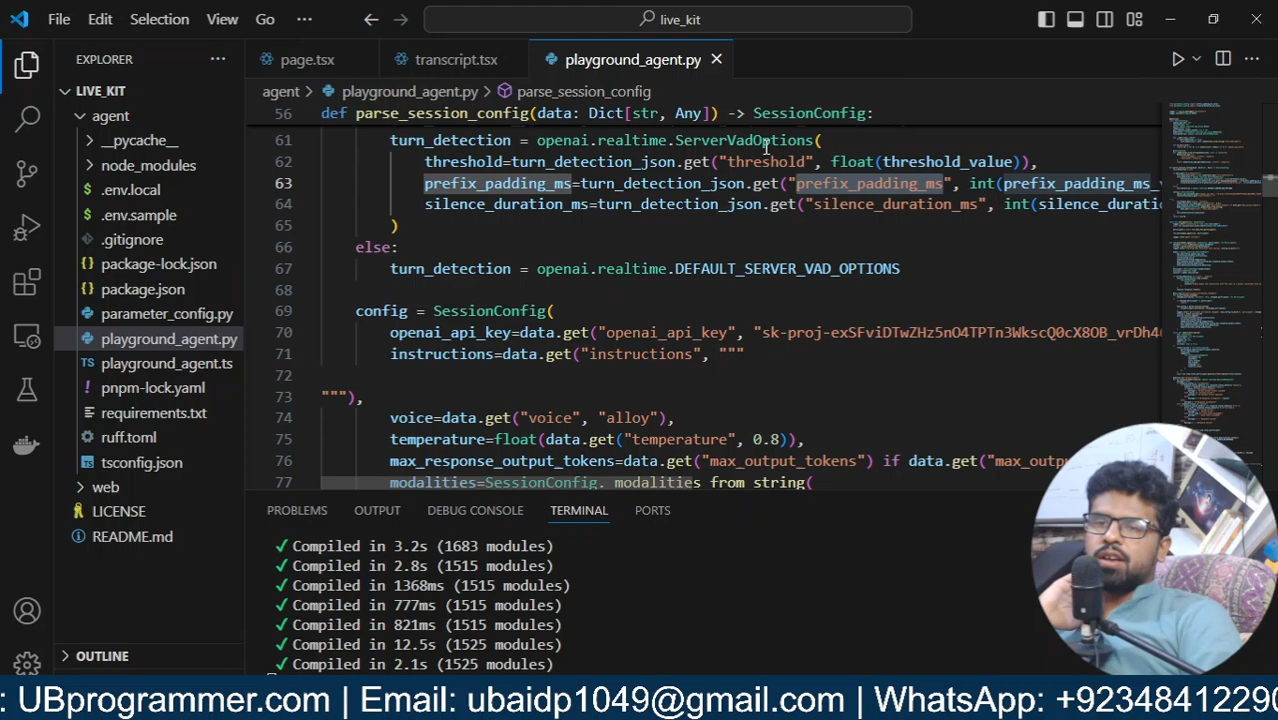 File Edit Selection View Go ··· live_kit
EXPLORER ···
LIVE_KIT
agent
__pycache__
node_modules
.env.local
.env.sample
.gitignore
package-lock.json
package.json
parameter_config.py
playground_agent.py
playground_agent.ts
pnpm-lock.yaml
requirements.txt
ruff.toml
tsconfig.json
web
LICENSE
README.md
OUTLINE
page.tsx transcript.tsx playground_agent.py
agent > playground_agent.py > parse_session_config
56 def parse_session_config(data: Dict[str, Any]) -> SessionConfig:
61 turn_detection = openai.realtime.ServerVadOptions(
62 threshold=turn_detection_json.get("threshold", float(threshold_value)),
63 prefix_padding_ms=turn_detection_json.get("prefix_padding_ms", int(prefix_padding_ms_
64 silence_duration_ms=turn_detection_json.get("silence_duration_ms", int(silence_durati
65 )
66 else:
67 turn_detection = openai.realtime.DEFAULT_SERVER_VAD_OPTIONS
68
69 config = SessionConfig(
70 openai_api_key=data.get("openai_api_key", "sk-proj-exSFviDTwZHz5nO4TPTn3WkscQ0cX8OB_vrDh4
71 instructions=data.get("instructions", """
72
73 """),
74 voice=data.get("voice", "alloy"),
75 temperature=float(data.get("temperature", 0.8)),
76 max_response_output_tokens=data.get("max_output_tokens") if data.get("max_outpu
77 modalities=SessionConfig._modalities_from_string(
PROBLEMS OUTPUT DEBUG CONSOLE TERMINAL PORTS
✓ Compiled in 3.2s (1683 modules)
✓ Compiled in 2.8s (1515 modules)
✓ Compiled in 1368ms (1515 modules)
✓ Compiled in 777ms (1515 modules)
✓ Compiled in 821ms (1515 modules)
✓ Compiled in 12.5s (1525 modules)
✓ Compiled in 2.1s (1525 modules)
: UBprogrammer.com | Email: ubaidp1049@gmail.com | WhatsApp: +92348412290